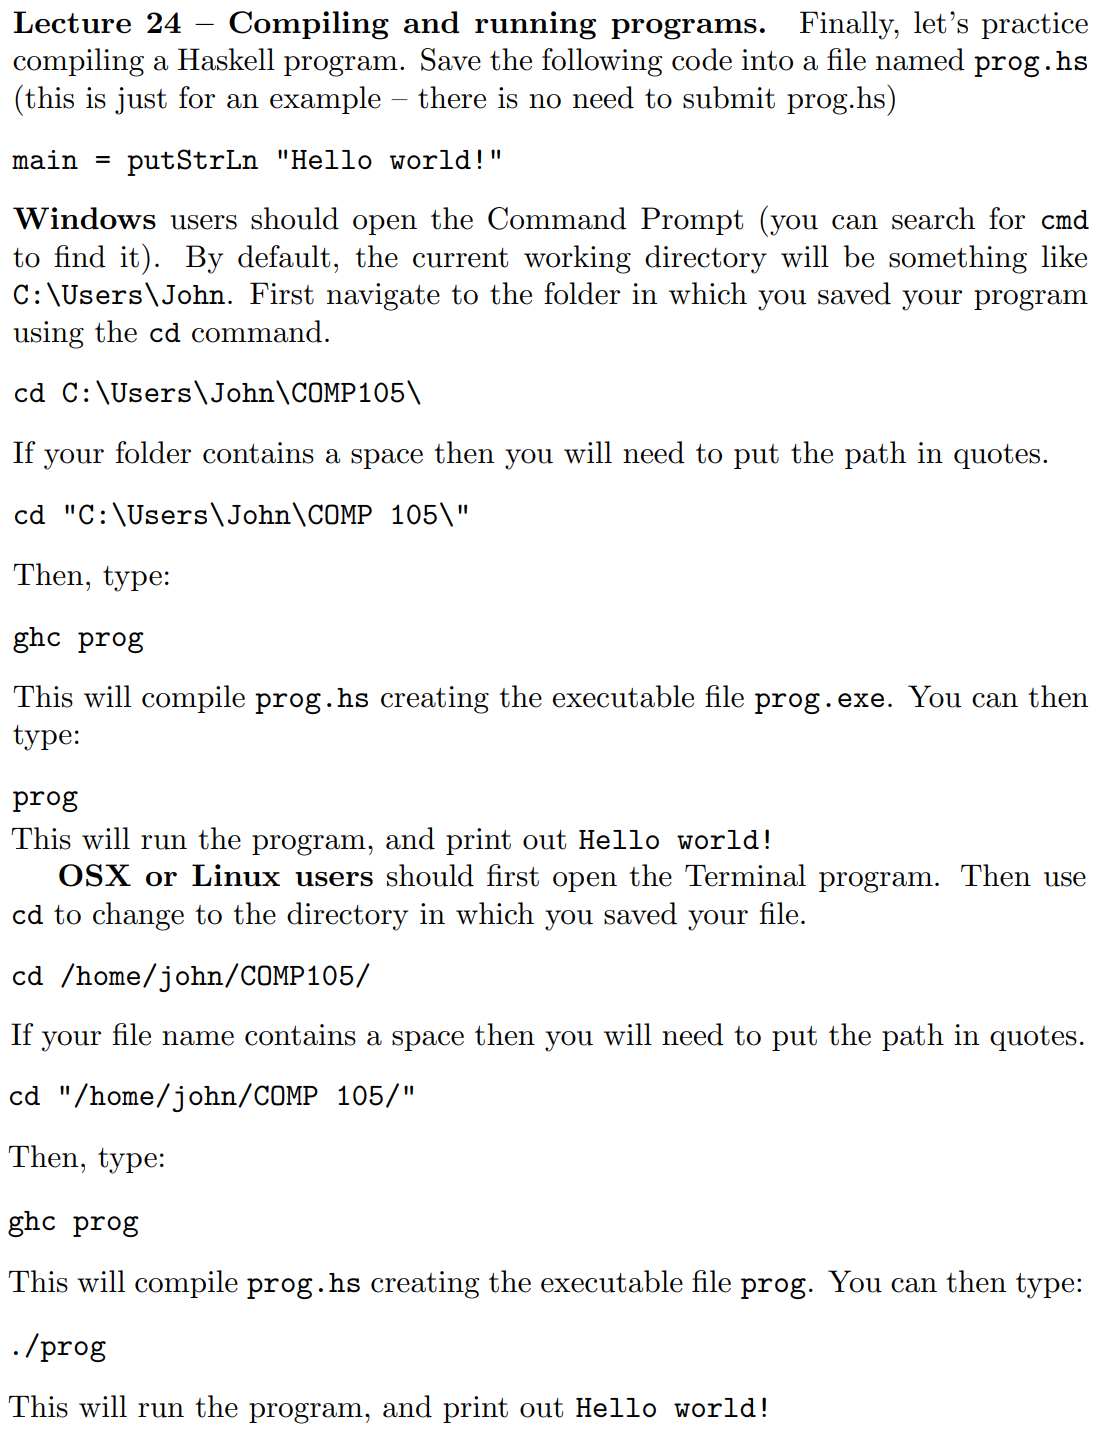 Lecture 24 – Compiling and running programs. Finally, let's practice
compiling a Haskell program. Save the following code into a file named prog.hs
(this is just for an example – there is no need to submit prog.hs)
main = putStrLn "Hello world!"
Windows users should open the Command Prompt (you can search for cmd
to find it). By default, the current working directory will be something like
C:\Users\John. First navigate to the folder in which you saved your program
using the cd command.
cd C:\Users\John\COMP105\
If your folder contains a space then you will need to put the path in quotes.
cd "C:\Users\John\COMP 105\"
Then, type:
ghc prog
This will compile prog.hs creating the executable file prog.exe. You can then
type:
prog
This will run the program, and print out Hello world!
OSX or Linux users should first open the Terminal program. Then use
cd to change to the directory in which you saved your file.
cd /home/john/COMP105/
If your file name contains a space then you will need to put the path in quotes.
cd "/home/john/COMP 105/"
Then, type:
ghc prog
This will compile prog.hs creating the executable file prog. You can then type:
./prog
This will run the program, and print out Hello world!